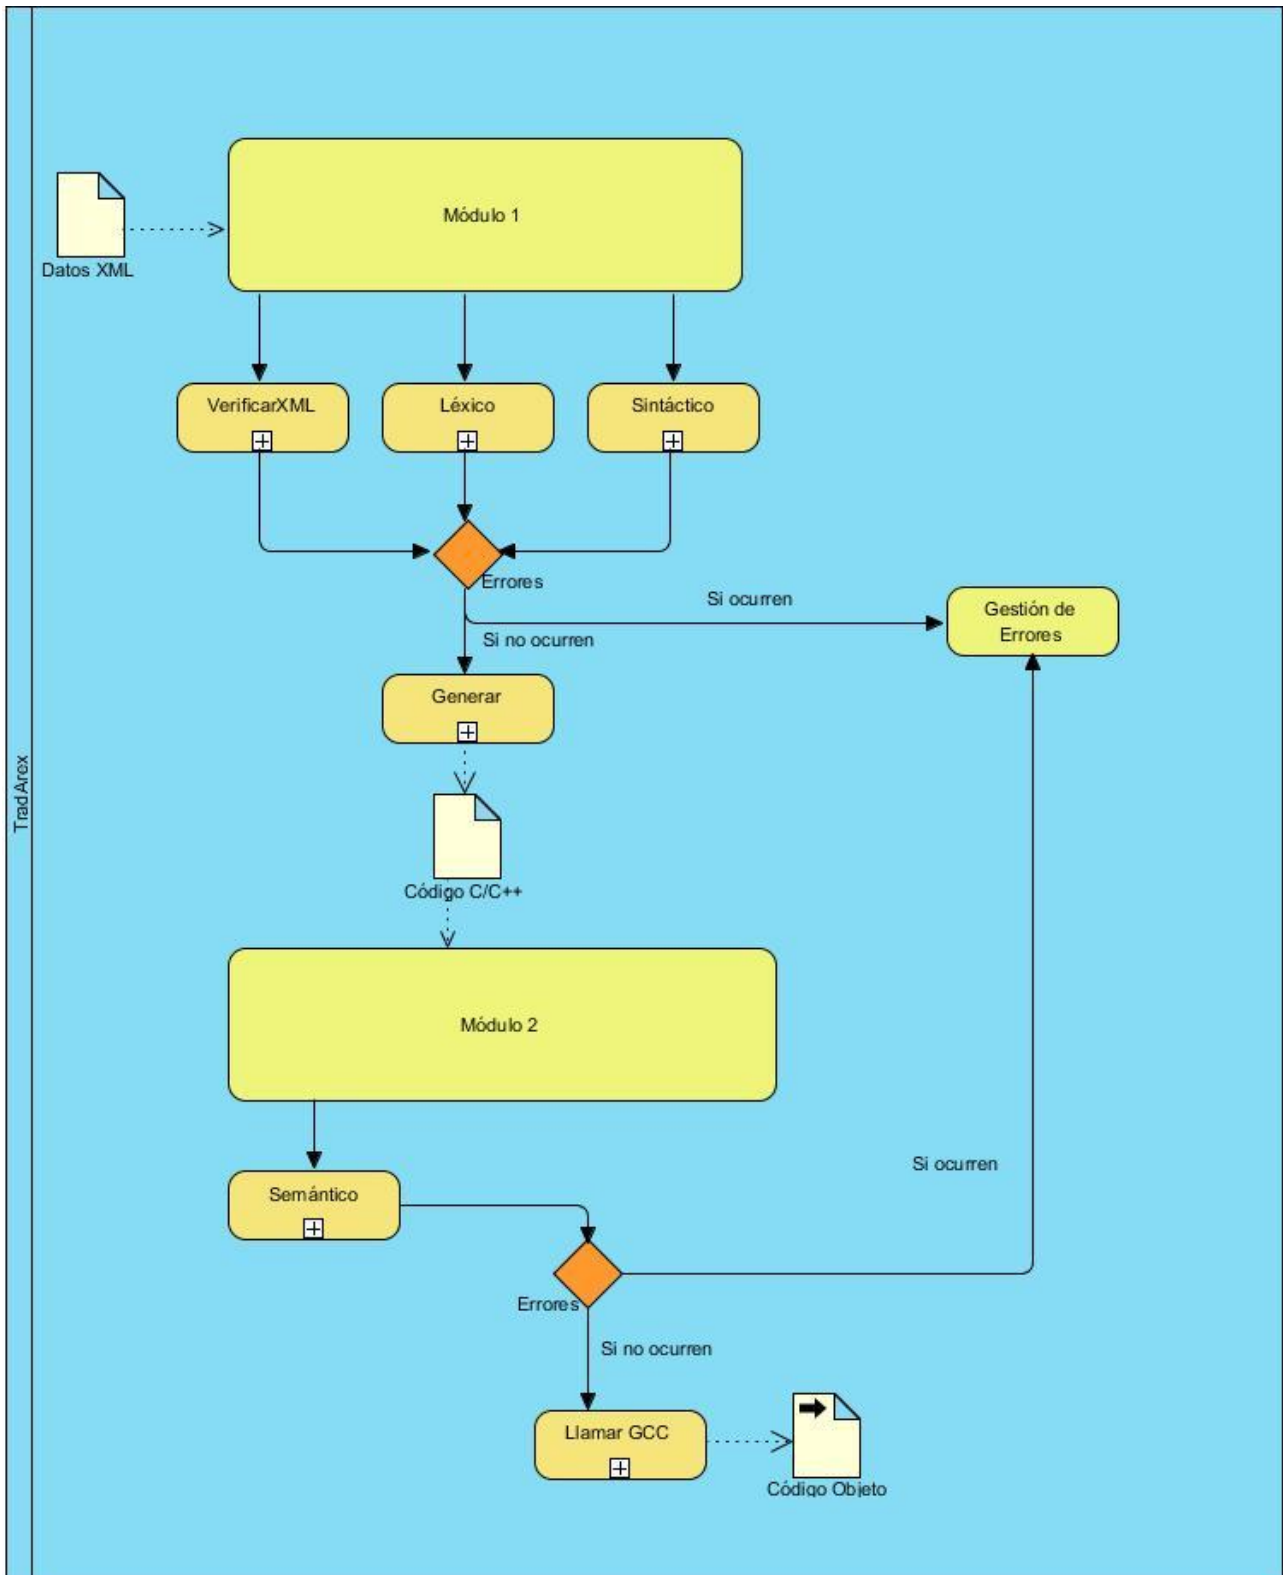 Módulo 1
Datos XML
VerificarXML
Léxico
Sintáctico
Errores
Si ocurren
Gestión de
Errores
Si no ocurren
Generar
TradArex
Código C/C++
Módulo 2
Si ocurren
Semántico
Errores
Si no ocurren
Llamar GCC
Código Objeto